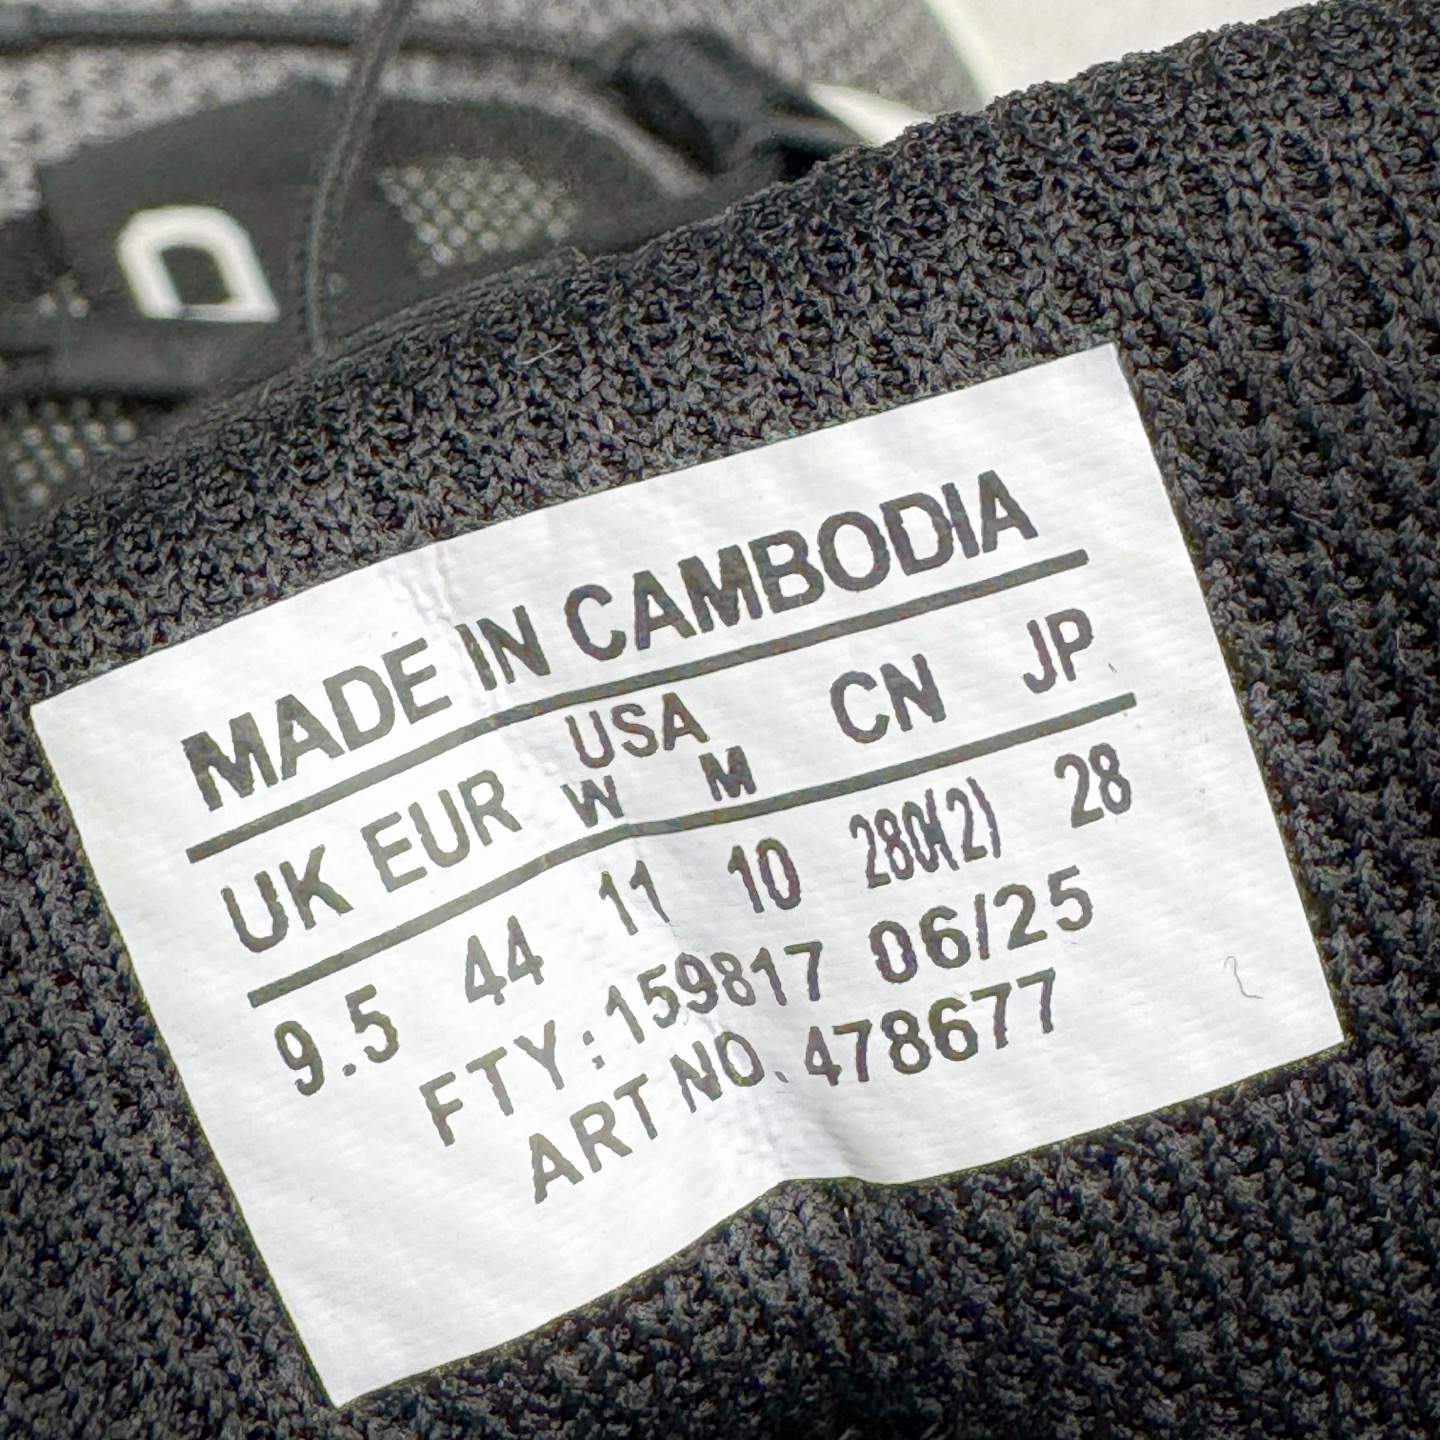 MADE IN CAMBODIA
UK EUR USA CN JP
W M
9.5 44 11 10 280(2) 28
FTY: 159817 06/25
ART NO. 478677